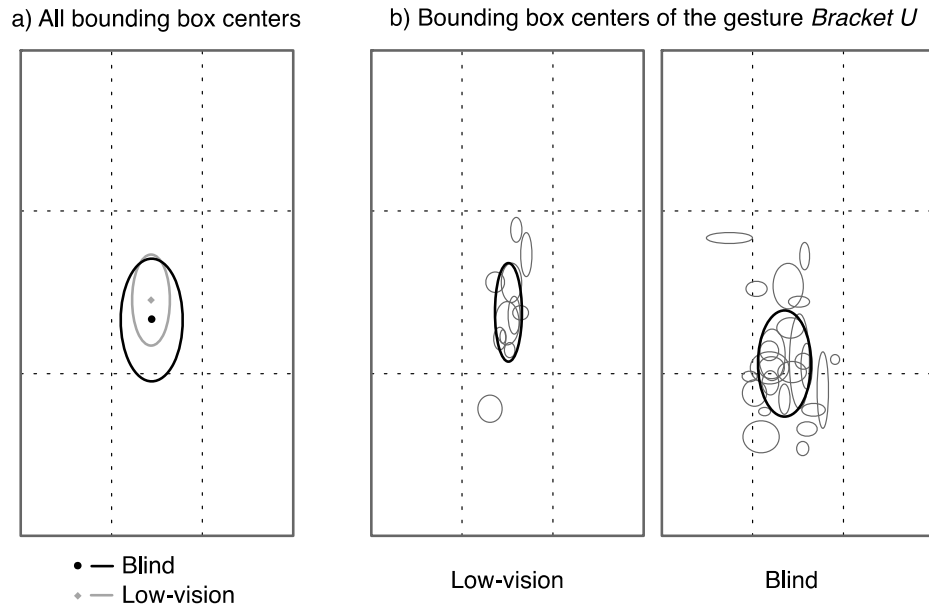 a) All bounding box centers
b) Bounding box centers of the gesture Bracket U
Blind
Low-vision
Low-vision
Blind